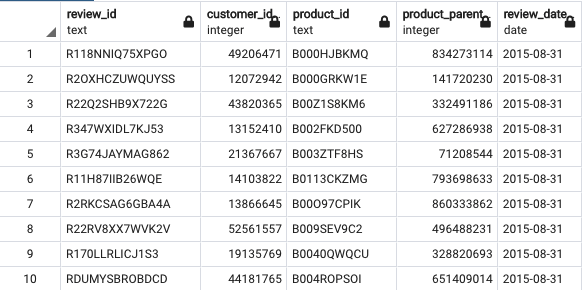 review_id customer_id product_id product_parent review_date
text integer text integer date
1 R118NNIQ75XPGO 49206471 B000HJBKMQ 834273114 2015-08-31
2 R2OXHCZUWQUYSS 12072942 B000GRKW1E 141720230 2015-08-31
3 R22Q2SHB9X722G 43820365 B00Z1S8KM6 332491186 2015-08-31
4 R347WXIDL7KJ53 13152410 B002FKD500 627286938 2015-08-31
5 R3G74JAYMAG862 21367667 B003ZTF8HS 71208544 2015-08-31
6 R11H87IIB26WQE 14103822 B0113CKZMG 793698633 2015-08-31
7 R2RKCSAG6GBA4A 13866645 B00O97CPIK 860333862 2015-08-31
8 R22RV8XX7WVK2V 52561557 B009SEV9C2 496488231 2015-08-31
9 R170LLRLICJ1S3 19135769 B0040QWQCU 328820693 2015-08-31
10 RDUMYSBROBDCD 44181765 B004ROPSOI 651409014 2015-08-31